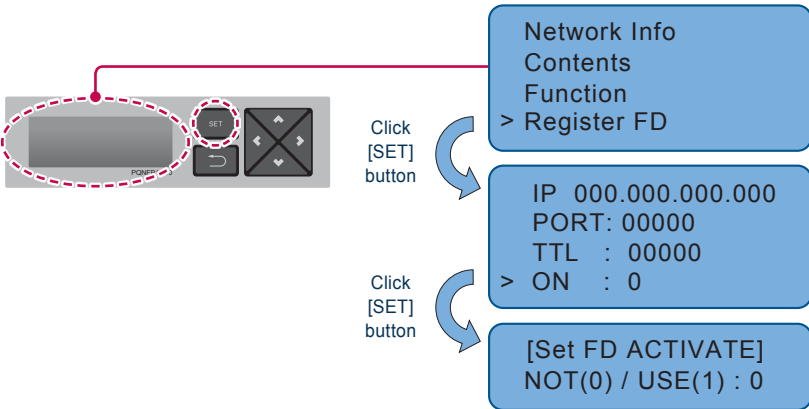 Network Info
Contents
Function
> Register FD
SET
Click
[SET]
button
IP 000.000.000.000
PORT: 00000
TTL : 00000
> ON : 0
Click
[SET]
button
[Set FD ACTIVATE]
NOT(0) / USE(1) : 0